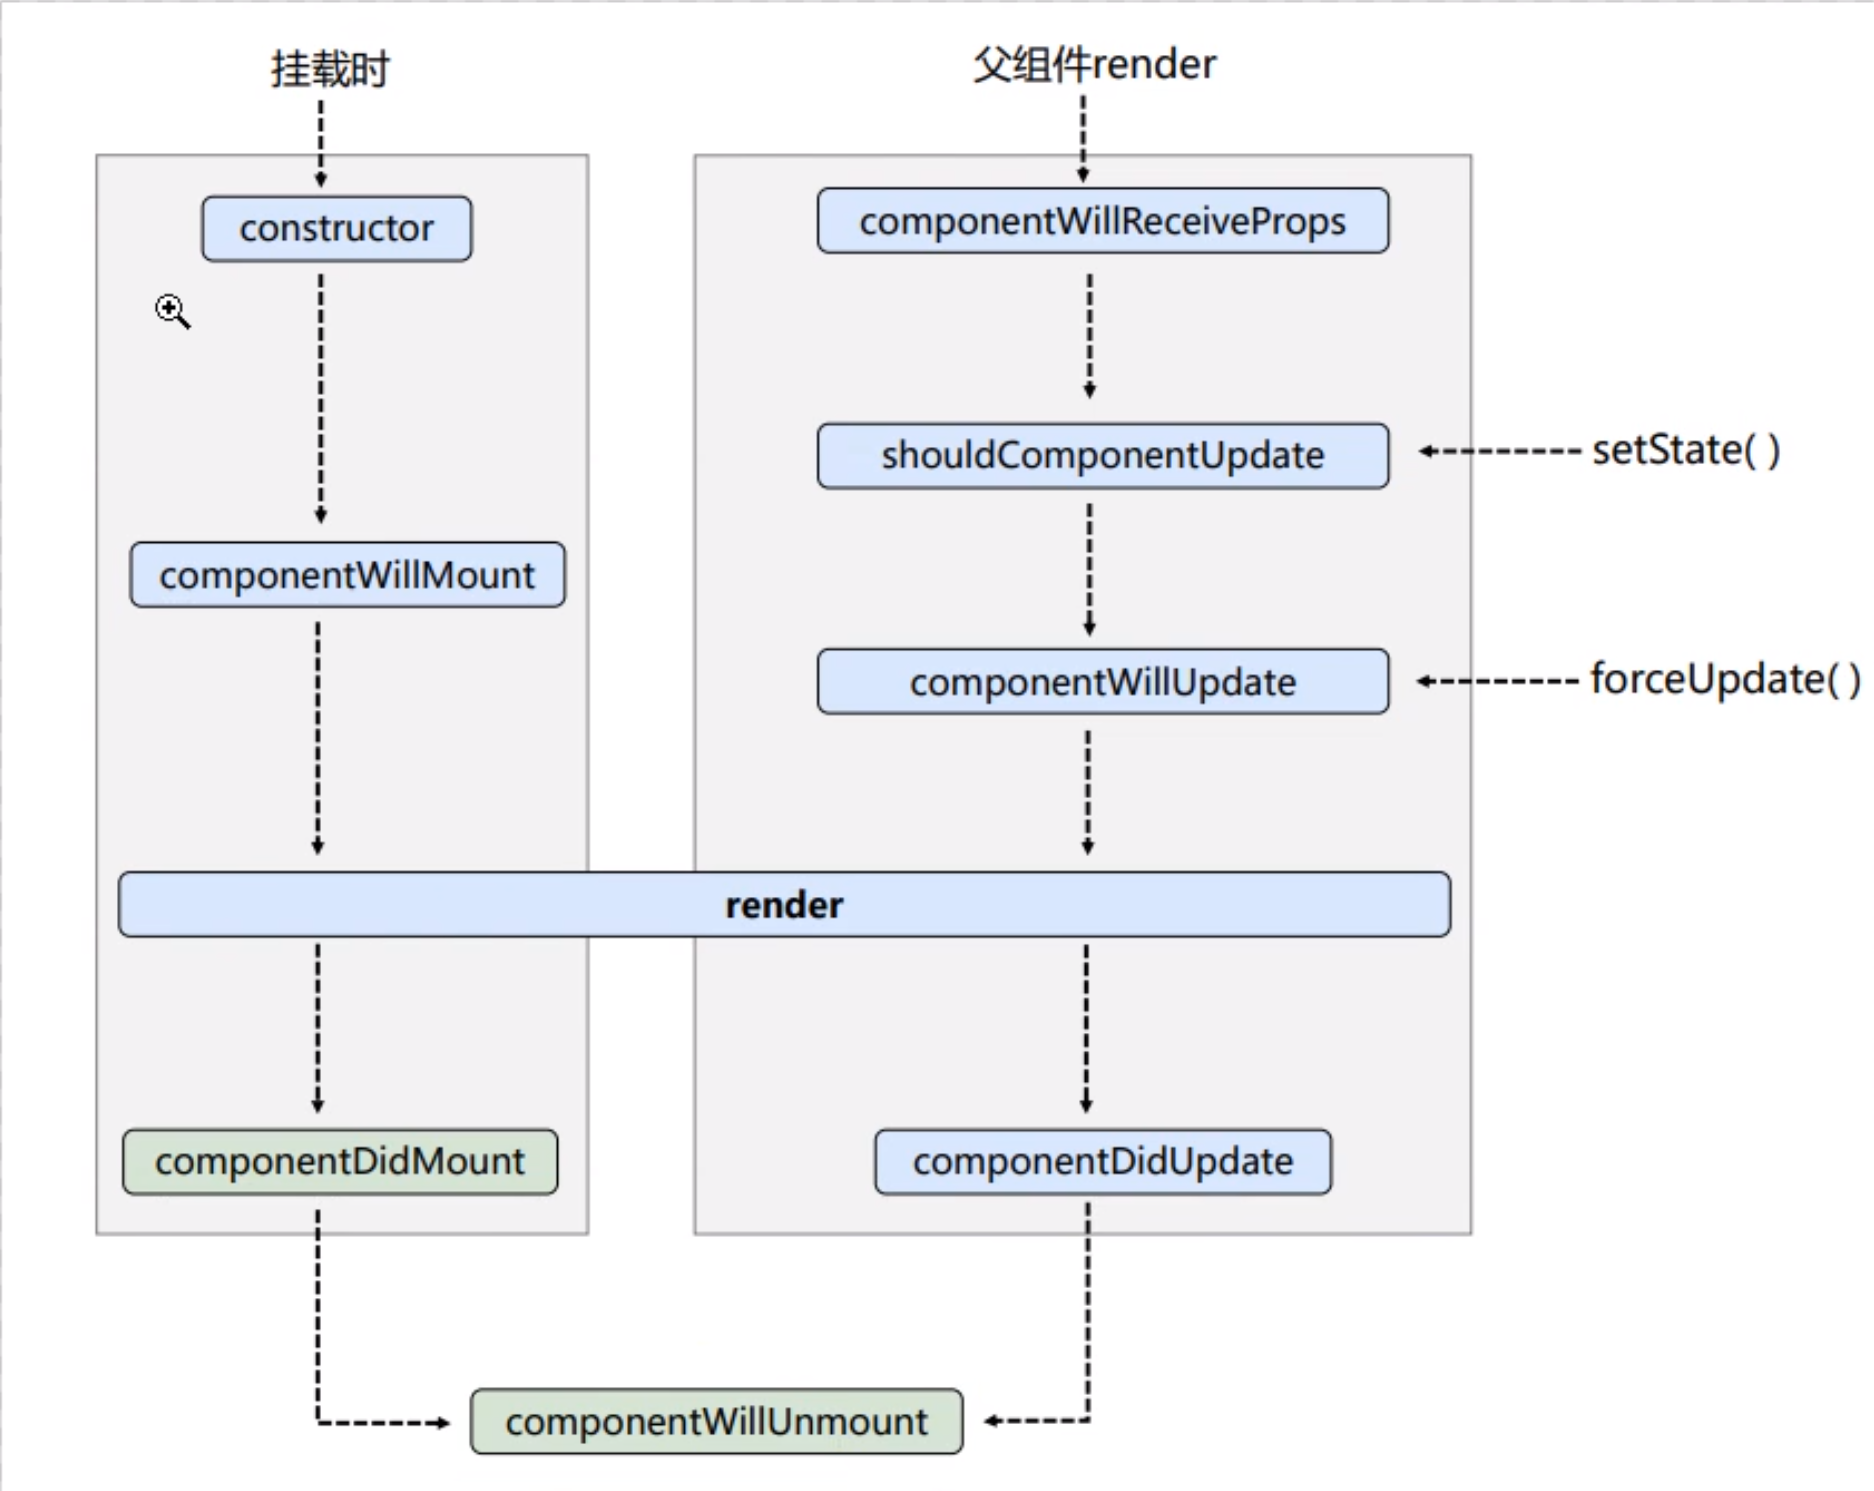 挂载时
constructor
componentWillMount
父组件render
componentWillReceiveProps
shouldComponentUpdate
setState( )
componentWillUpdate
forceUpdate( )
render
componentDidMount
componentDidUpdate
componentWillUnmount